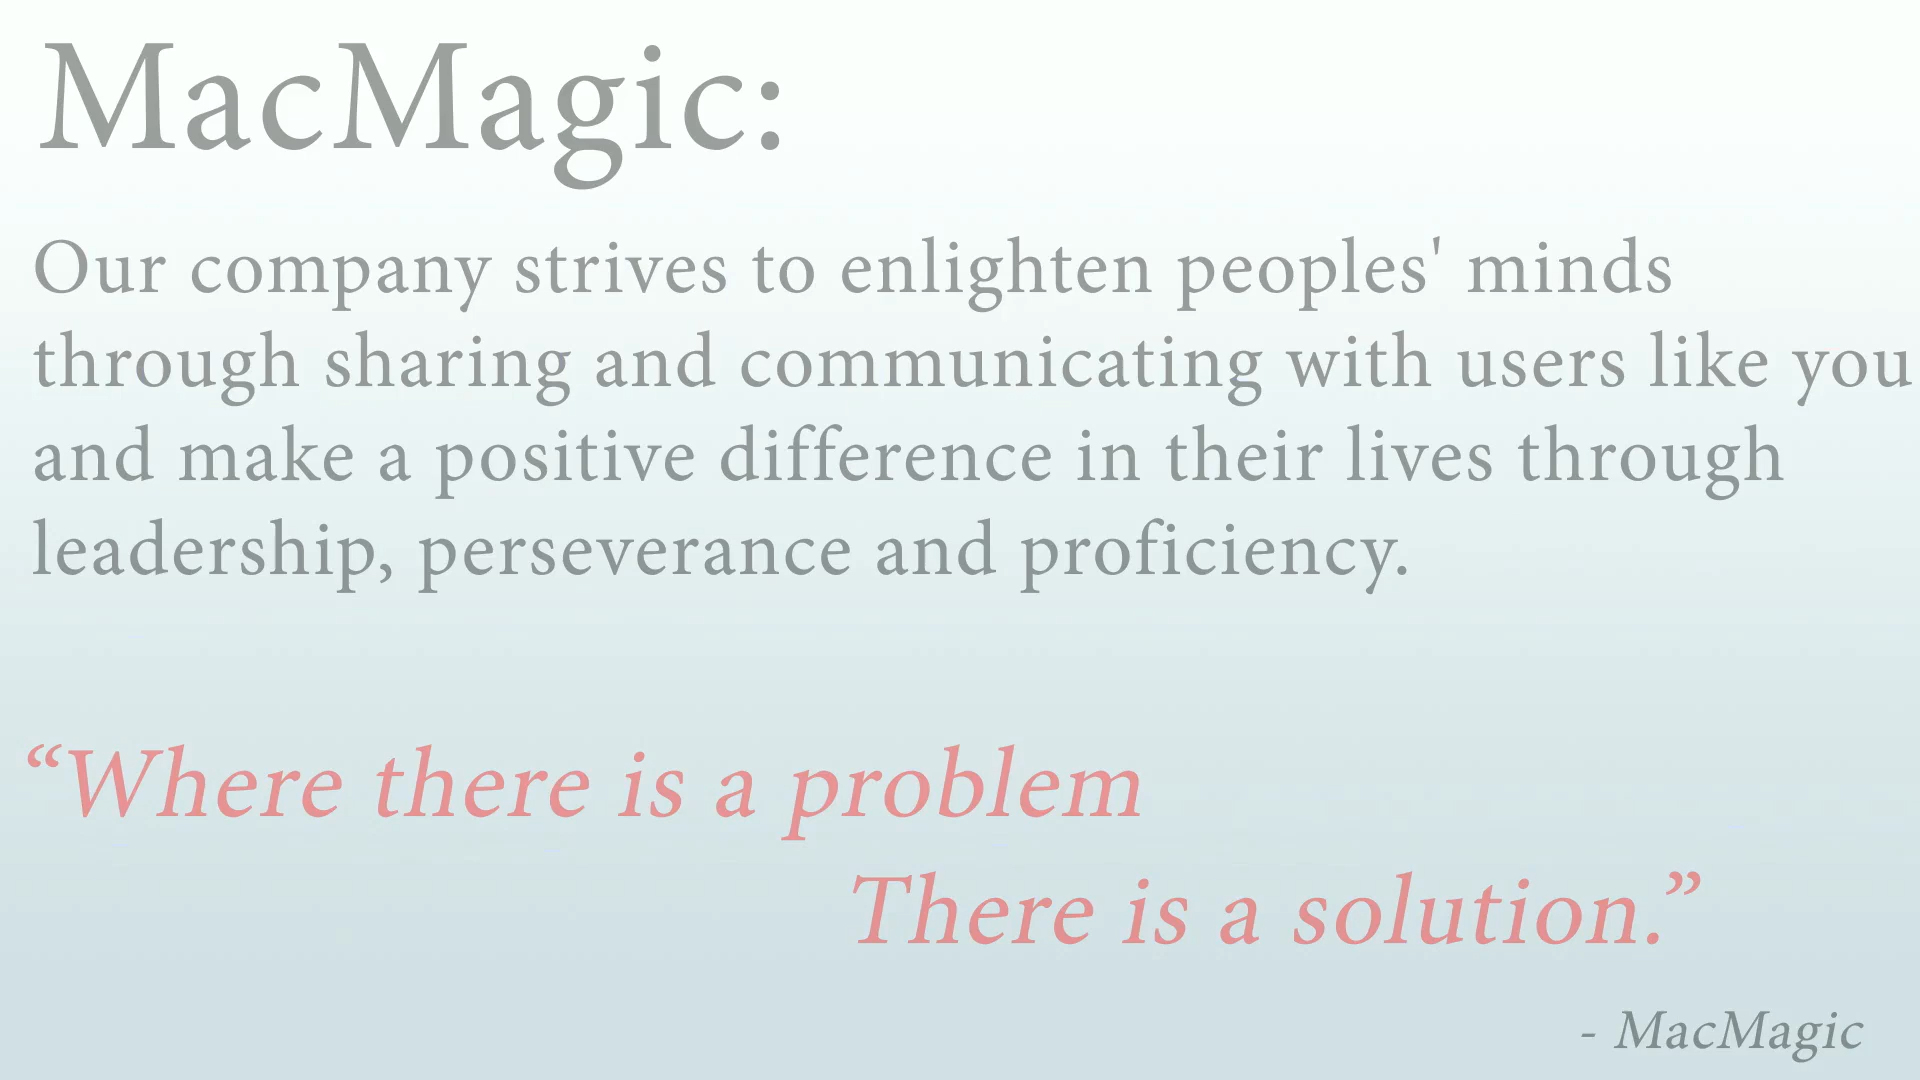 MacMagic:
Our company strives to enlighten peoples' minds
through sharing and communicating with users like you
and make a positive difference in their lives through
leadership, perseverance and proficiency.
“Where there is a problem
There is a solution.”
- MacMagic